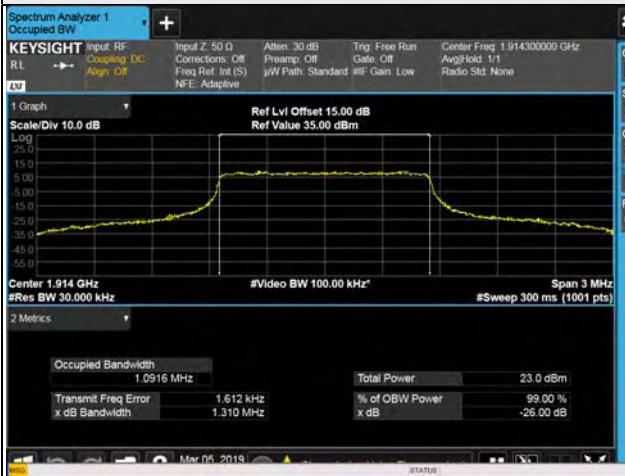 Spectrum Analyzer 1
Occupied BW
+
KEYSIGHT Input: RF Input Z: 50 Ω Atten: 30 dB Trig: Free Run Center Freq: 1.914300000 GHz
RL Coupling: DC Corrections: Off Preamp: Off Gate: Off Avg|Hold: 1/1
Align: Off Freq Ref: Int (S) µW Path: Standard #IF Gain: Low Radio Std: None
LXI NFE: Adaptive
1 Graph Ref Lvl Offset 15.00 dB
Scale/Div 10.0 dB Ref Value 35.00 dBm
Log
25.0
15.0
5.00
-5.00
-15.0
-25.0
-35.0
-45.0
-55.0
Center 1.914 GHz #Video BW 100.00 kHz* Span 3 MHz
#Res BW 30.000 kHz #Sweep 300 ms (1001 pts)
2 Metrics
Occupied Bandwidth
1.0916 MHz Total Power 23.0 dBm
Transmit Freq Error 1.612 kHz % of OBW Power 99.00 %
x dB Bandwidth 1.310 MHz x dB -26.00 dB
Mar 05, 2019
MSG STATUS